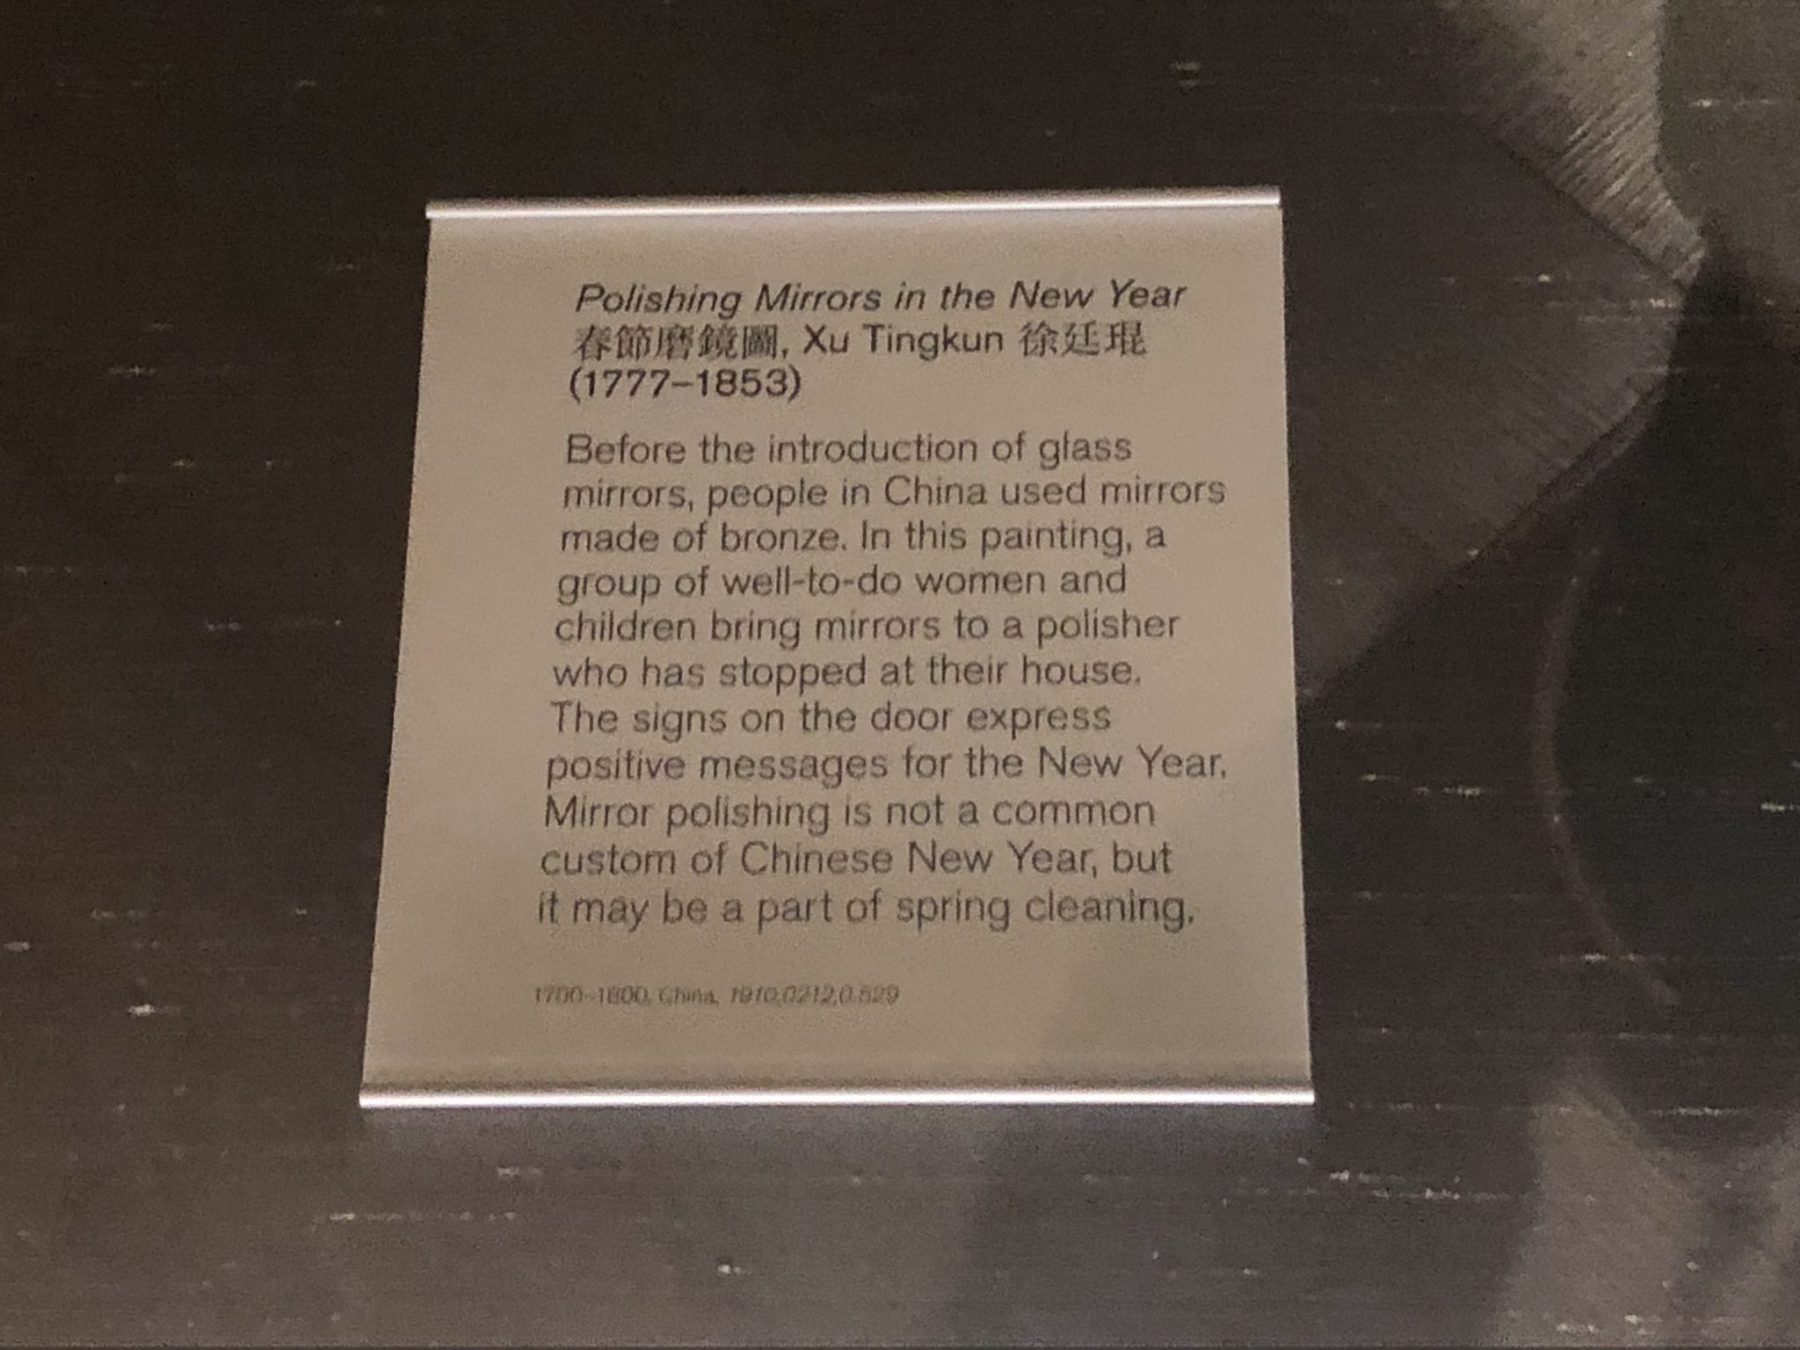 Polishing Mirrors in the New Year
春節磨鏡圖, Xu Tingkun 徐廷琨
(1777–1853)
Before the introduction of glass
mirrors, people in China used mirrors
made of bronze. In this painting, a
group of well-to-do women and
children bring mirrors to a polisher
who has stopped at their house.
The signs on the door express
positive messages for the New Year.
Mirror polishing is not a common
custom of Chinese New Year, but
it may be a part of spring cleaning.
1700–1800, China, 1910,0212,0.529